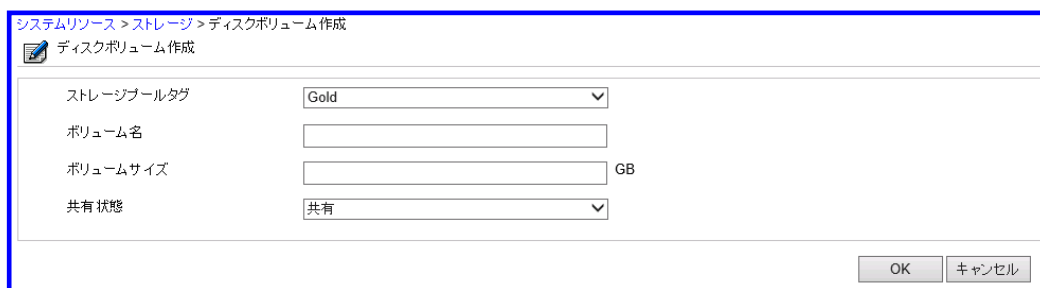 システムリソース > ストレージ > ディスクボリューム作成
ディスクボリューム作成
ストレージプールタグ Gold
ボリューム名
ボリュームサイズ GB
共有状態 共有
OK キャンセル